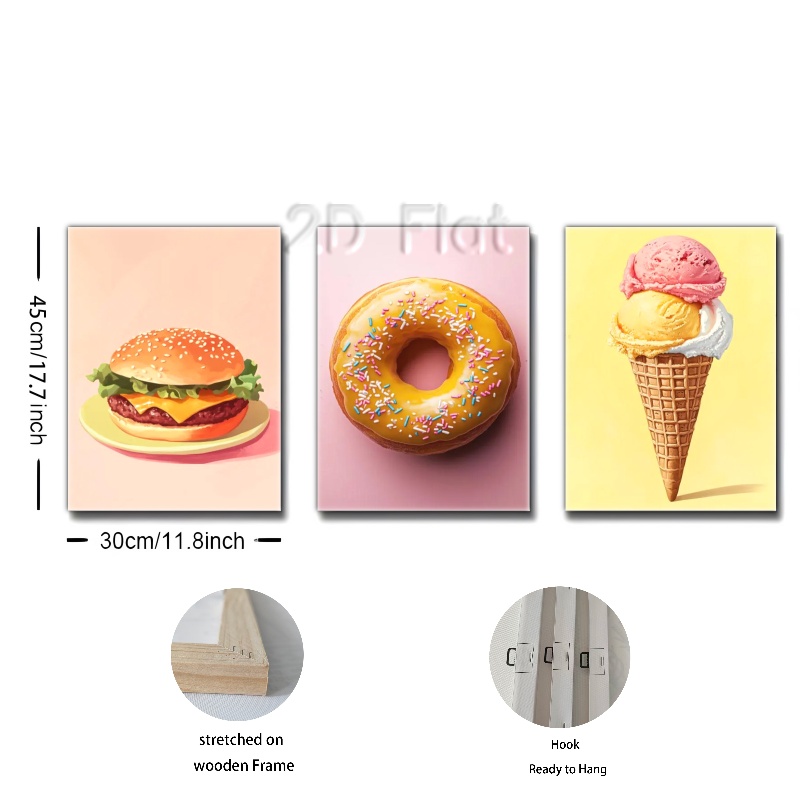 2D Flat
45cm/17.7inch
30cm/11.8inch
stretched on
wooden Frame
Hook
Ready to Hang